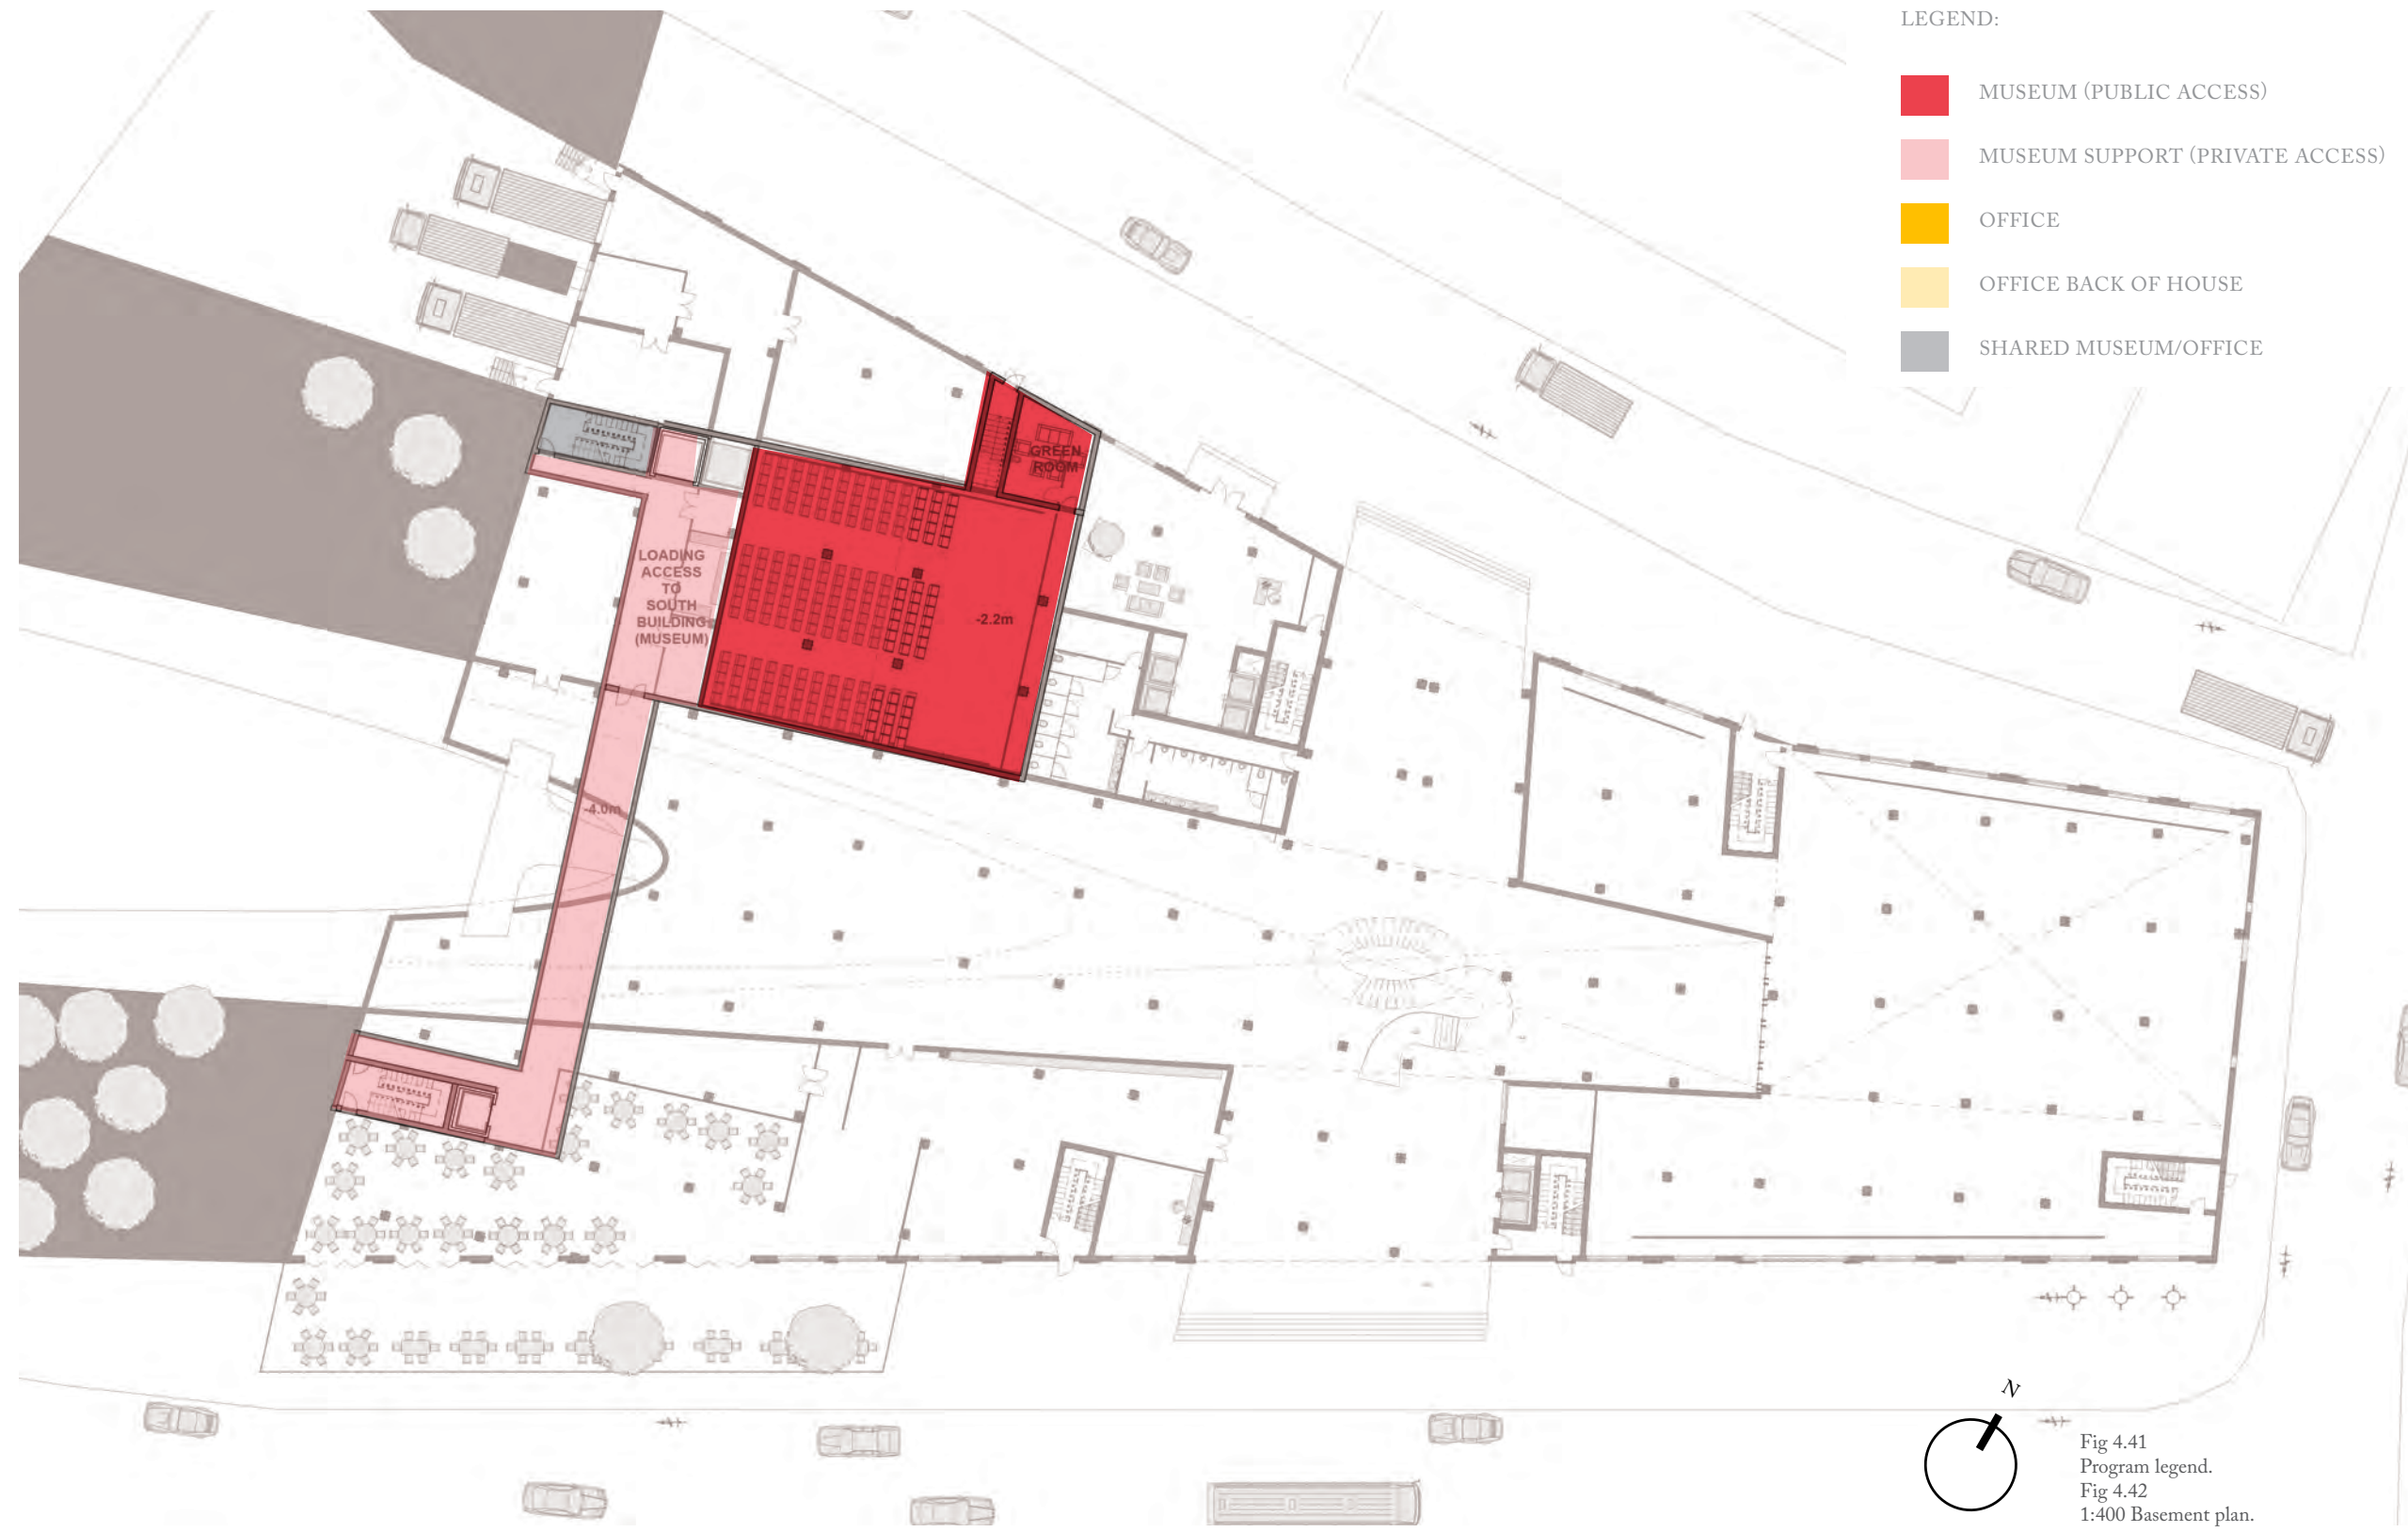 LEGEND:
MUSEUM (PUBLIC ACCESS)
MUSEUM SUPPORT (PRIVATE ACCESS)
OFFICE
OFFICE BACK OF HOUSE
SHARED MUSEUM/OFFICE
GREEN
ROOM
LOADING
ACCESS
TO
SOUTH
BUILDING
(MUSEUM)
-2.2m
-4.0m
N
Fig 4.41
Program legend.
Fig 4.42
1:400 Basement plan.